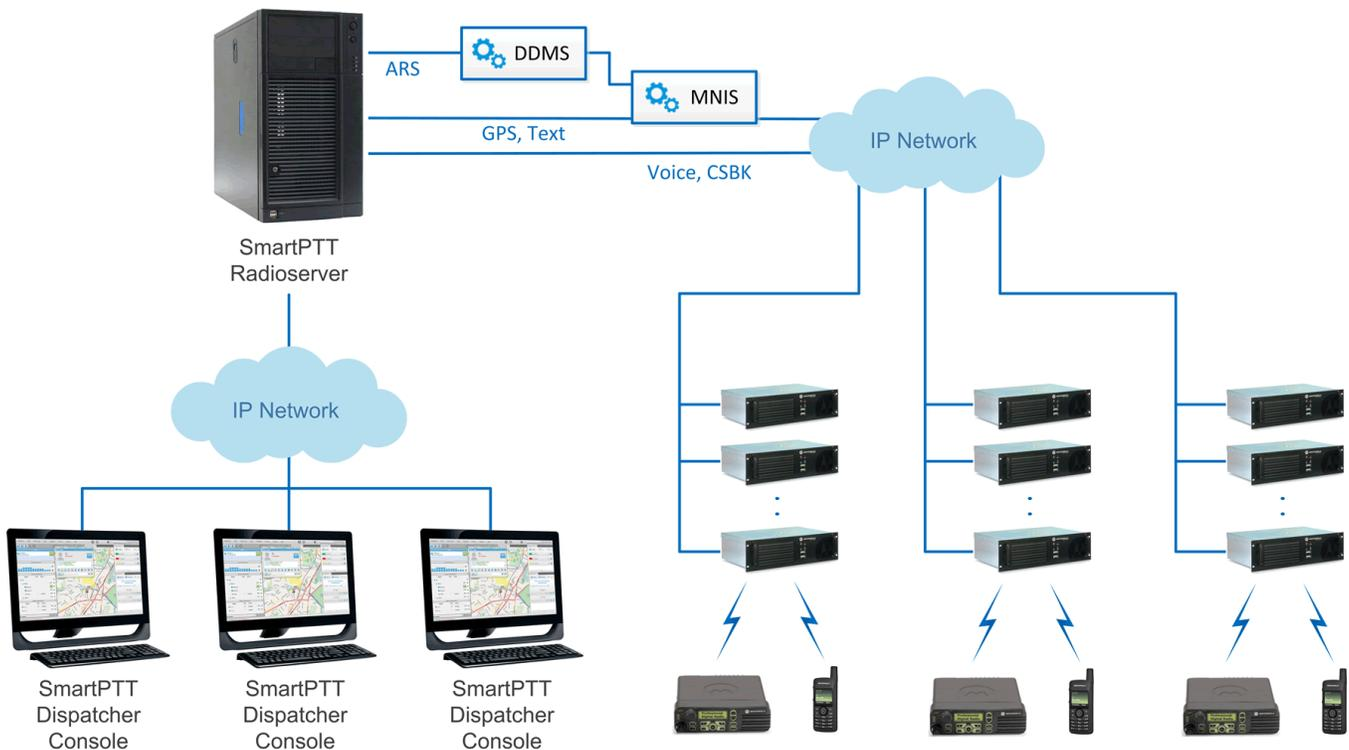 ARS
DDMS
MNIS
GPS, Text
Voice, CSBK
IP Network
SmartPTT
Radioserver
IP Network
SmartPTT
Dispatcher
Console
SmartPTT
Dispatcher
Console
SmartPTT
Dispatcher
Console